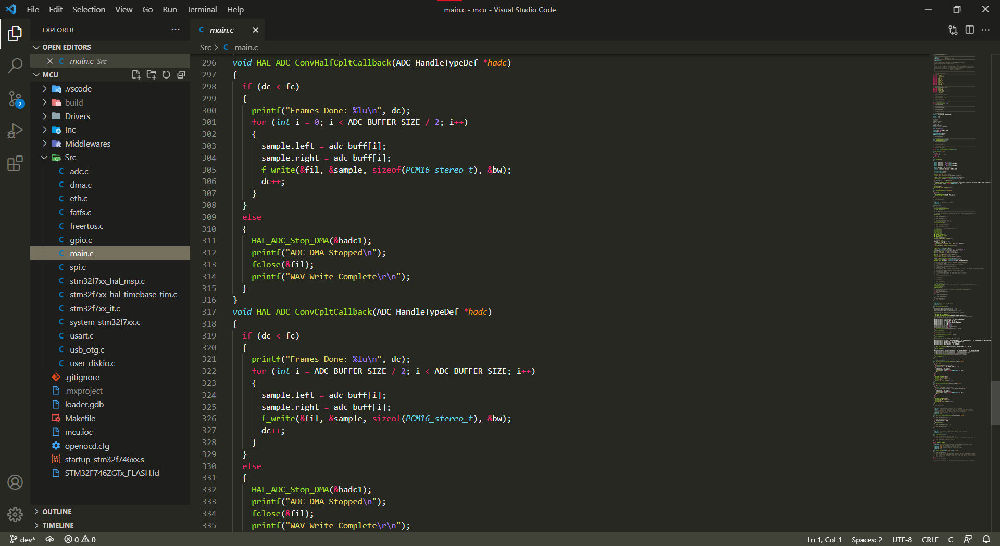 File Edit Selection View Go Run Terminal Help
main.c - mcu - Visual Studio Code
EXPLORER
OPEN EDITORS
main.c Src
MCU
.vscode
build
Drivers
Inc
Middlewares
Src
adc.c
dma.c
eth.c
fatfs.c
freertos.c
gpio.c
main.c
spi.c
stm32f7xx_hal_msp.c
stm32f7xx_hal_timebase_tim.c
stm32f7xx_it.c
system_stm32f7xx.c
usart.c
usb_otg.c
user_diskio.c
.gitignore
.mxproject
loader.gdb
Makefile
mcu.ioc
openocd.cfg
startup_stm32f746xx.s
STM32F746ZGTx_FLASH.ld
OUTLINE
TIMELINE
2
main.c
Src > C main.c
296 void HAL_ADC_ConvHalfCpltCallback(ADC_HandleTypeDef *hadc)
297 {
298 if (dc < fc)
299 {
300 printf("Frames Done: %lu\n", dc);
301 for (int i = 0; i < ADC_BUFFER_SIZE / 2; i++)
302 {
303 sample.left = adc_buff[i];
304 sample.right = adc_buff[i];
305 f_write(&fil, &sample, sizeof(PCM16_stereo_t), &bw);
306 dc++;
307 }
308 }
309 else
310 {
311 HAL_ADC_Stop_DMA(&hadc1);
312 printf("ADC DMA Stopped\n");
313 fclose(&fil);
314 printf("WAV Write Complete\r\n");
315 }
316 }
317 void HAL_ADC_ConvCpltCallback(ADC_HandleTypeDef *hadc)
318 {
319 if (dc < fc)
320 {
321 printf("Frames Done: %lu\n", dc);
322 for (int i = ADC_BUFFER_SIZE / 2; i < ADC_BUFFER_SIZE; i++)
323 {
324 sample.left = adc_buff[i];
325 sample.right = adc_buff[i];
326 f_write(&fil, &sample, sizeof(PCM16_stereo_t), &bw);
327 dc++;
328 }
329 }
330 else
331 {
332 HAL_ADC_Stop_DMA(&hadc1);
333 printf("ADC DMA Stopped\n");
334 fclose(&fil);
335 printf("WAV Write Complete\r\n");
dev* 0 0
Ln 1, Col 1 Spaces: 2 UTF-8 CRLF C